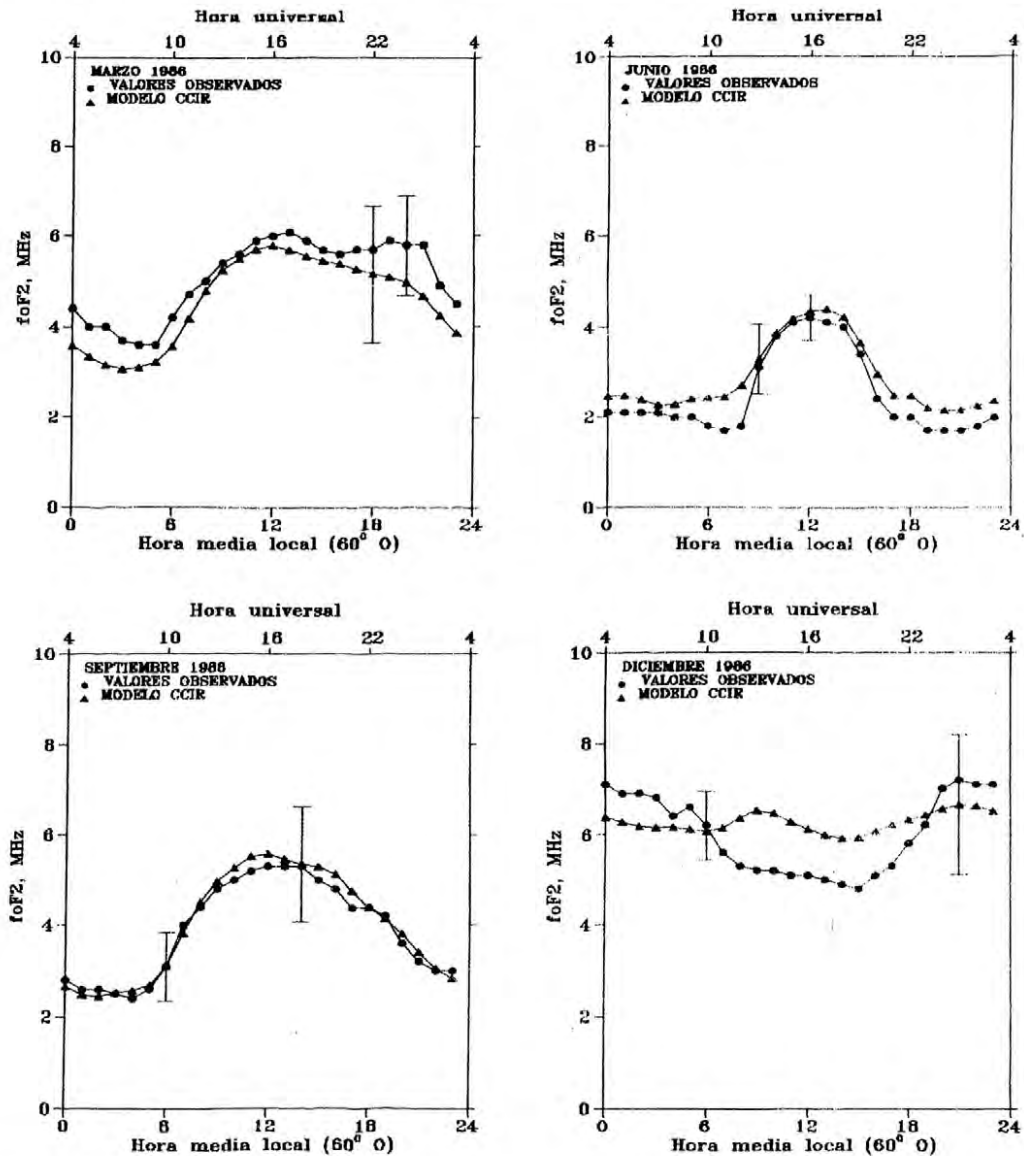 Hora universal
4 10 16 22 4
10
8
6
4
2
0
foF2, MHz
MARZO 1986
VALORES OBSERVADOS
MODELO CCIR
0 6 12 18 24
Hora media local (60° O)
Hora universal
4 10 16 22 4
10
8
6
4
2
0
foF2, MHz
JUNIO 1986
VALORES OBSERVADOS
MODELO CCIR
0 6 12 18 24
Hora media local (60° O)
Hora universal
4 10 16 22 4
10
8
6
4
2
0
foF2, MHz
SEPTIEMBRE 1986
VALORES OBSERVADOS
MODELO CCIR
0 6 12 18 24
Hora media local (60° O)
Hora universal
4 10 16 22 4
10
8
6
4
2
0
foF2, MHz
DICIEMBRE 1986
VALORES OBSERVADOS
MODELO CCIR
0 6 12 18 24
Hora media local (60° O)